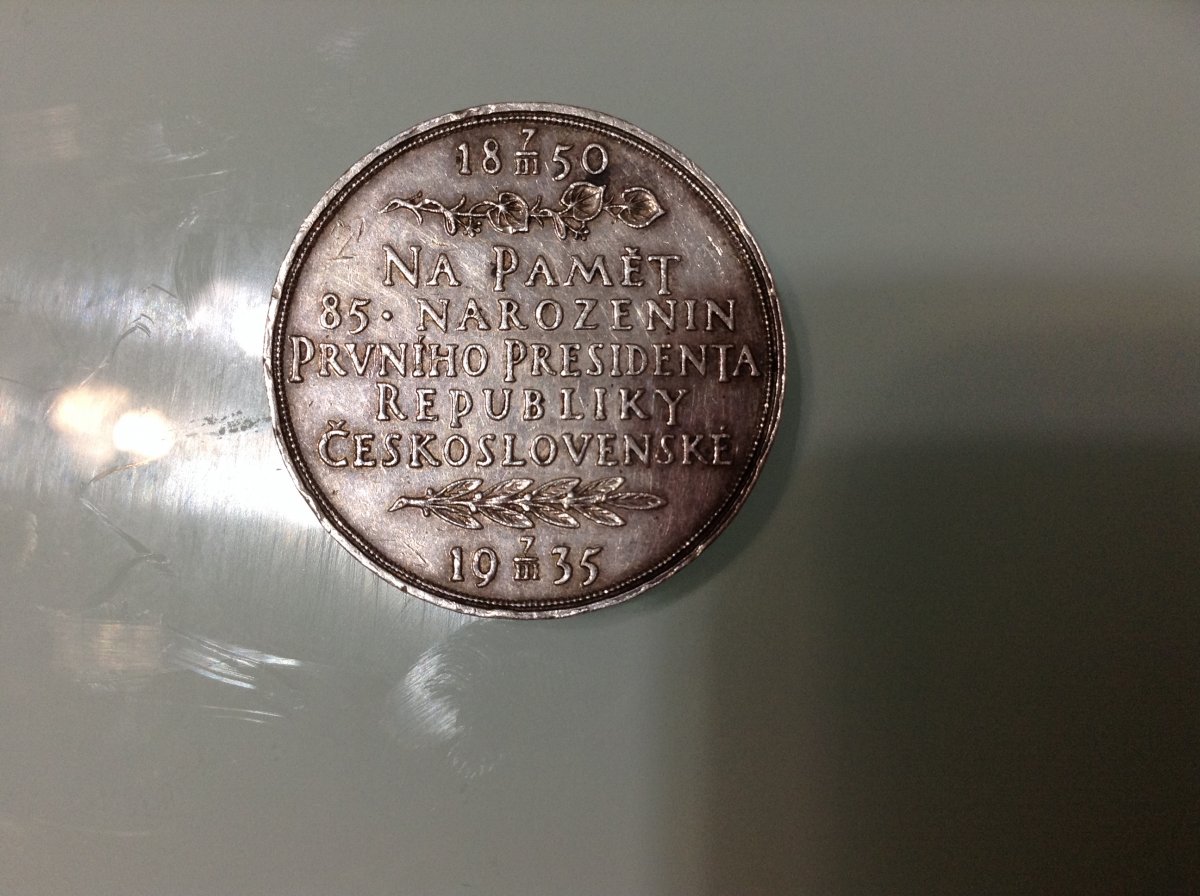 18 7/III 50
NA PAMĚT
85. NAROZENIN
PRVNÍHO PRESIDENTA
REPUBLIKY
ČESKOSLOVENSKÉ
19 7/III 35